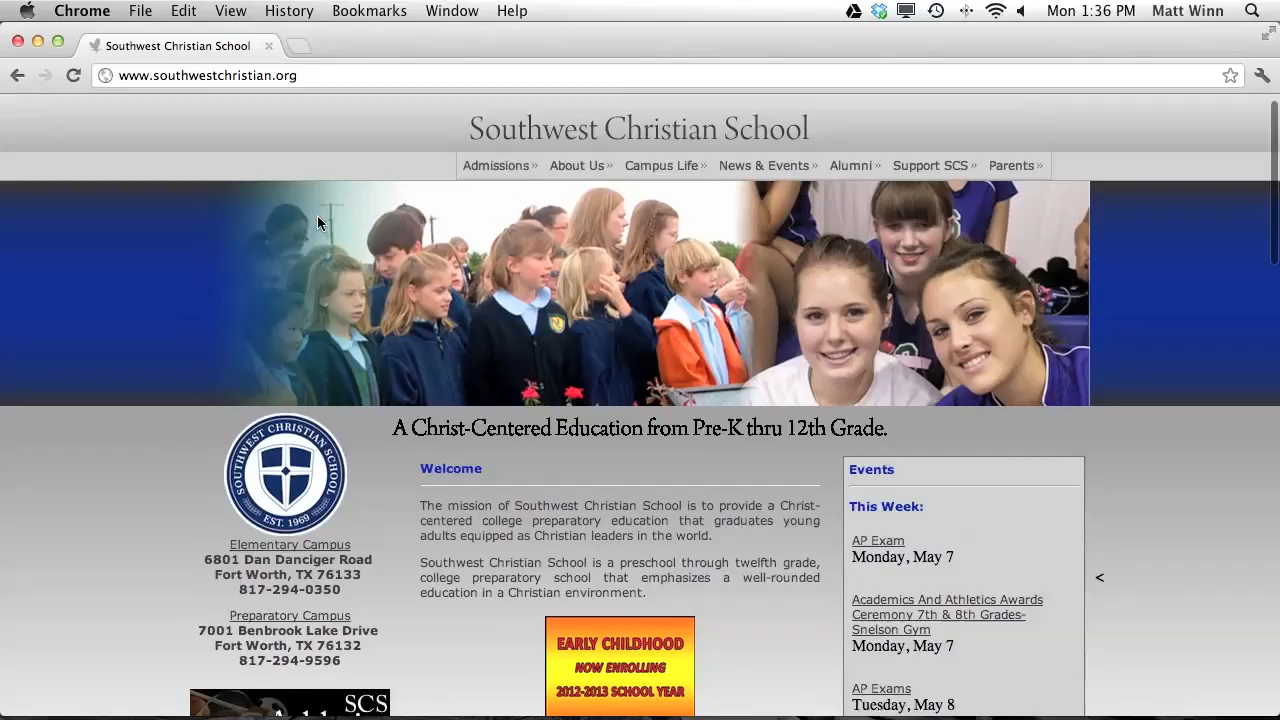 Chrome File Edit View History Bookmarks Window Help Mon 1:36 PM Matt Winn
Southwest Christian School
www.southwestchristian.org
Southwest Christian School
Admissions» About Us» Campus Life» News & Events» Alumni» Support SCS» Parents»
A Christ-Centered Education from Pre-K thru 12th Grade.
SOUTHWEST CHRISTIAN SCHOOL
EST. 1969
Elementary Campus
6801 Dan Danciger Road
Fort Worth, TX 76133
817-294-0350
Preparatory Campus
7001 Benbrook Lake Drive
Fort Worth, TX 76132
817-294-9596
SCS
Welcome
The mission of Southwest Christian School is to provide a Christ-
centered college preparatory education that graduates young
adults equipped as Christian leaders in the world.
Southwest Christian School is a preschool through twelfth grade,
college preparatory school that emphasizes a well-rounded
education in a Christian environment.
EARLY CHILDHOOD
NOW ENROLLING
2012-2013 SCHOOL YEAR
Events
This Week:
AP Exam
Monday, May 7
Academics And Athletics Awards
Ceremony 7th & 8th Grades-
Snelson Gym
Monday, May 7
AP Exams
Tuesday, May 8
<